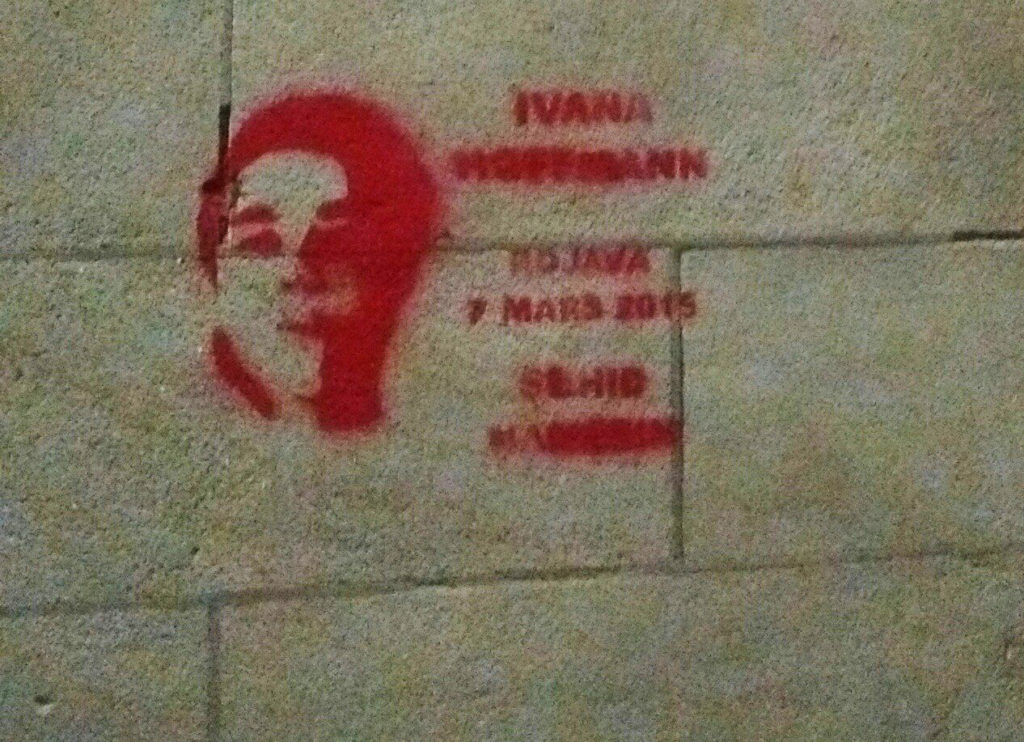 IVANA
HOFFMANN
ROJAVA
7 MARS 2015
SEHID